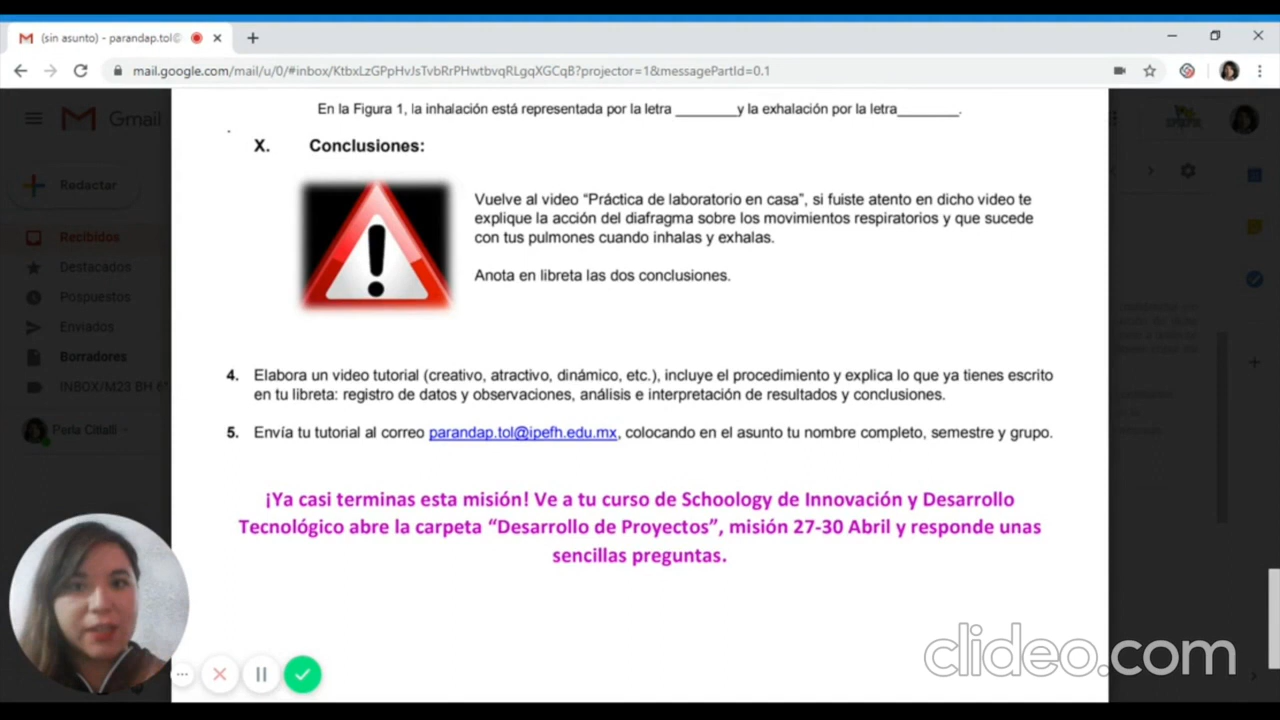 (sin asunto) - parandap.tol@
mail.google.com/mail/u/0/#inbox/KtbxLzGPpHvJsTvbRrPHwtbvqRLgqXGCqB?projector=1&messagePartId=0.1
Gmail
Redactar
Recibidos
Destacados
Pospuestos
Enviados
Borradores
INBOX/M23 BH 6°
Perla Citlalli
En la Figura 1, la inhalación está representada por la letra ________y la exhalación por la letra________.
X. Conclusiones:
Vuelve al video “Práctica de laboratorio en casa”, si fuiste atento en dicho video te
explique la acción del diafragma sobre los movimientos respiratorios y que sucede
con tus pulmones cuando inhalas y exhalas.
Anota en libreta las dos conclusiones.
4. Elabora un video tutorial (creativo, atractivo, dinámico, etc.), incluye el procedimiento y explica lo que ya tienes escrito
en tu libreta: registro de datos y observaciones, análisis e interpretación de resultados y conclusiones.
5. Envía tu tutorial al correo parandap.tol@ipefh.edu.mx, colocando en el asunto tu nombre completo, semestre y grupo.
¡Ya casi terminas esta misión! Ve a tu curso de Schoology de Innovación y Desarrollo
Tecnológico abre la carpeta “Desarrollo de Proyectos”, misión 27-30 Abril y responde unas
sencillas preguntas.
clideo.com